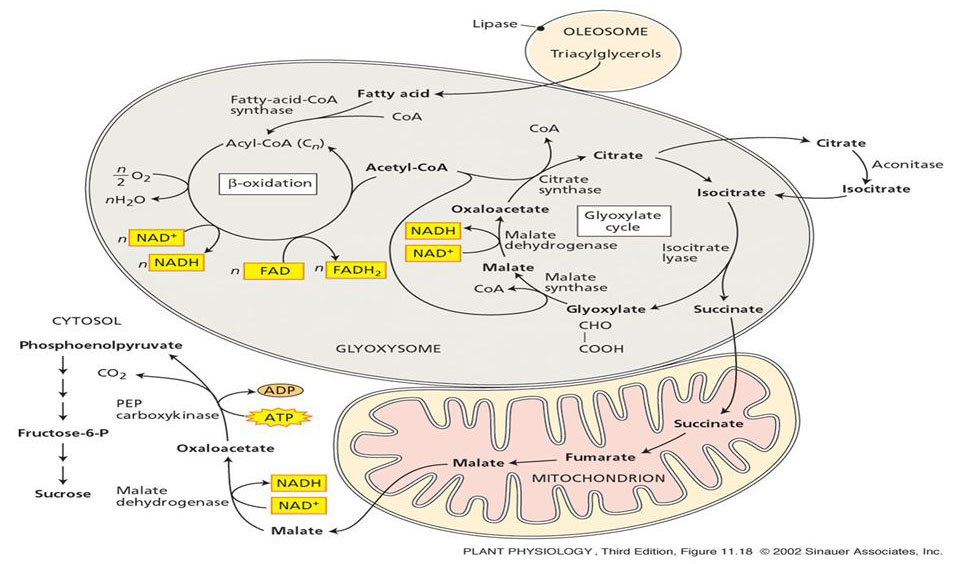 Lipase
OLEOSOME
Triacylglycerols
Fatty acid
Fatty-acid-CoA
synthase
CoA
Acyl-CoA (Cn)
n/2 O2
nH2O
β-oxidation
n NAD+
n NADH
n FAD
n FADH2
Acetyl-CoA
CoA
Citrate
Citrate
synthase
Citrate
Aconitase
Isocitrate
Isocitrate
Oxaloacetate
Glyoxylate
cycle
NADH
NAD+
Malate
dehydrogenase
Isocitrate
lyase
Malate
Malate
synthase
CoA
Glyoxylate
CHO
COOH
Succinate
GLYOXYSOME
CYTOSOL
Phosphoenolpyruvate
CO2
ADP
PEP
carboxykinase
ATP
Fructose-6-P
Oxaloacetate
Sucrose
Malate
dehydrogenase
NADH
NAD+
Malate
Succinate
Fumarate
Malate
MITOCHONDRION
PLANT PHYSIOLOGY, Third Edition, Figure 11.18 © 2002 Sinauer Associates, Inc.